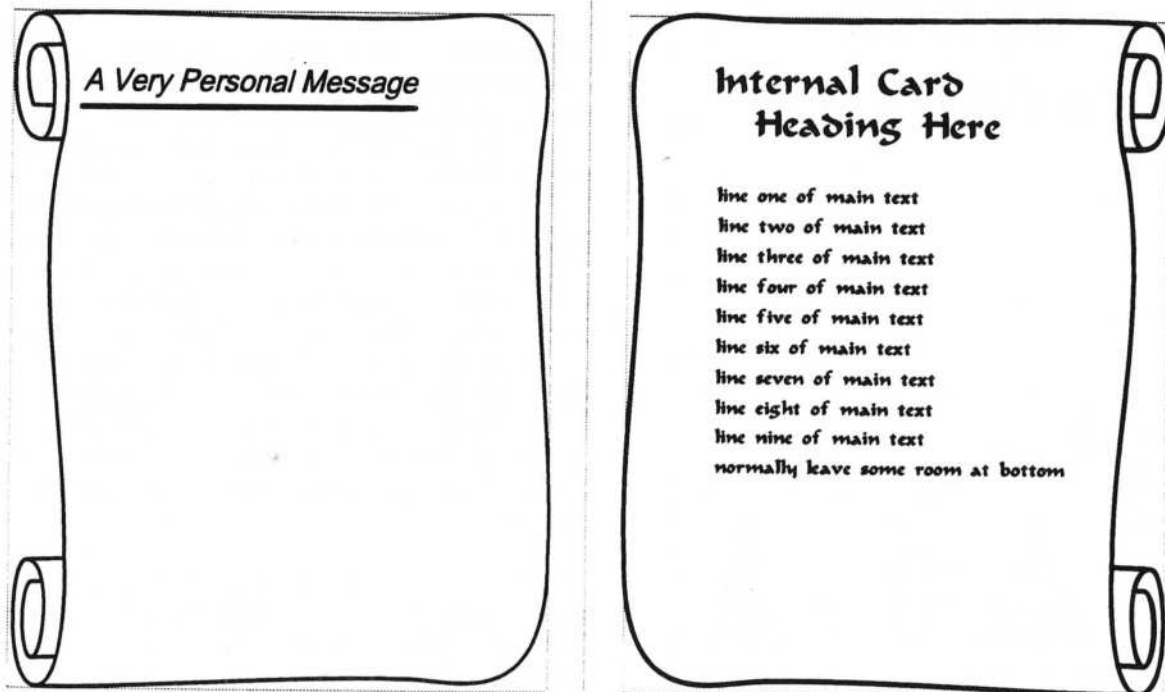 A Very Personal Message
Internal Card
Heading Here
line one of main text
line two of main text
line three of main text
line four of main text
line five of main text
line six of main text
line seven of main text
line eight of main text
line nine of main text
normally leave some room at bottom